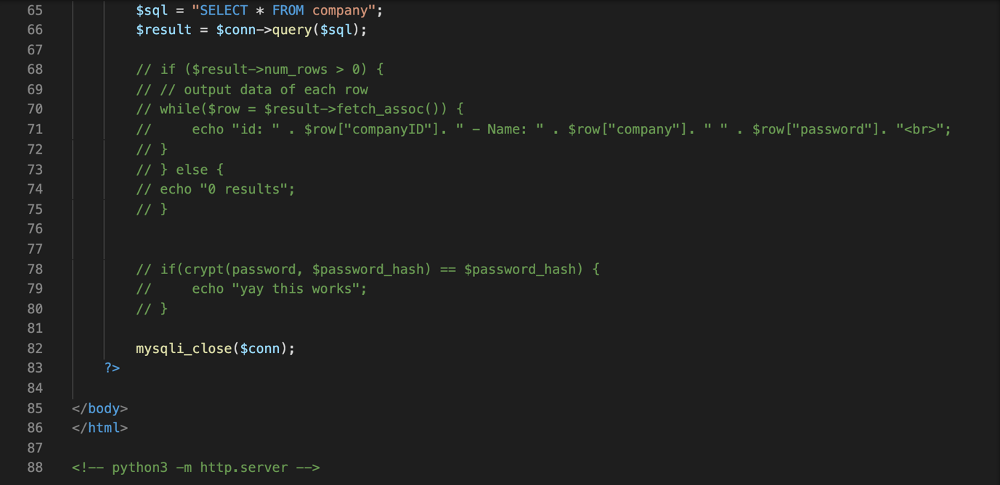 65 $sql = "SELECT * FROM company";
66 $result = $conn->query($sql);
67
68 // if ($result->num_rows > 0) {
69 // // output data of each row
70 // while($row = $result->fetch_assoc()) {
71 //     echo "id: " . $row["companyID"]. " - Name: " . $row["company"]. " " . $row["password"]. "<br>";
72 // }
73 // } else {
74 // echo "0 results";
75 // }
76
77
78 // if(crypt(password, $password_hash) == $password_hash) {
79 //     echo "yay this works";
80 // }
81
82 mysqli_close($conn);
83 ?>
84
85 </body>
86 </html>
87
88 <!-- python3 -m http.server -->